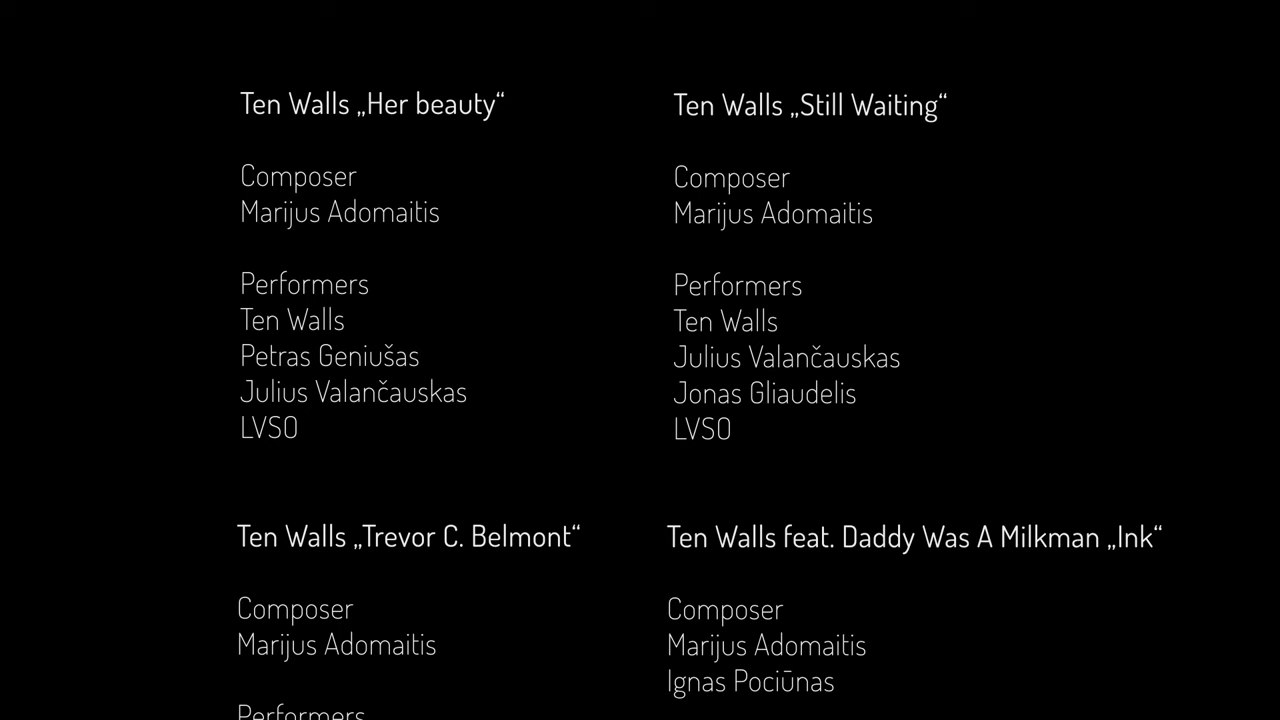 Ten Walls „Her beauty“
Composer
Marijus Adomaitis
Performers
Ten Walls
Petras Geniušas
Julius Valančauskas
LVSO
Ten Walls „Still Waiting“
Composer
Marijus Adomaitis
Performers
Ten Walls
Julius Valančauskas
Jonas Gliaudelis
LVSO
Ten Walls „Trevor C. Belmont“
Composer
Marijus Adomaitis
Performers
Ten Walls feat. Daddy Was A Milkman „Ink“
Composer
Marijus Adomaitis
Ignas Pociūnas